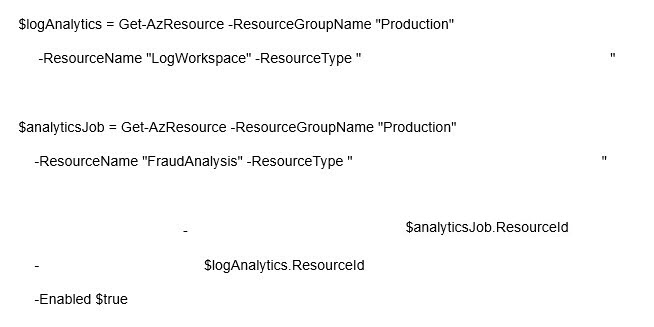 $logAnalytics = Get-AzResource -ResourceGroupName "Production"
-ResourceName "LogWorkspace" -ResourceType " "
$analyticsJob = Get-AzResource -ResourceGroupName "Production"
-ResourceName "FraudAnalysis" -ResourceType " "
- $analyticsJob.ResourceId
- $logAnalytics.ResourceId
-Enabled $true